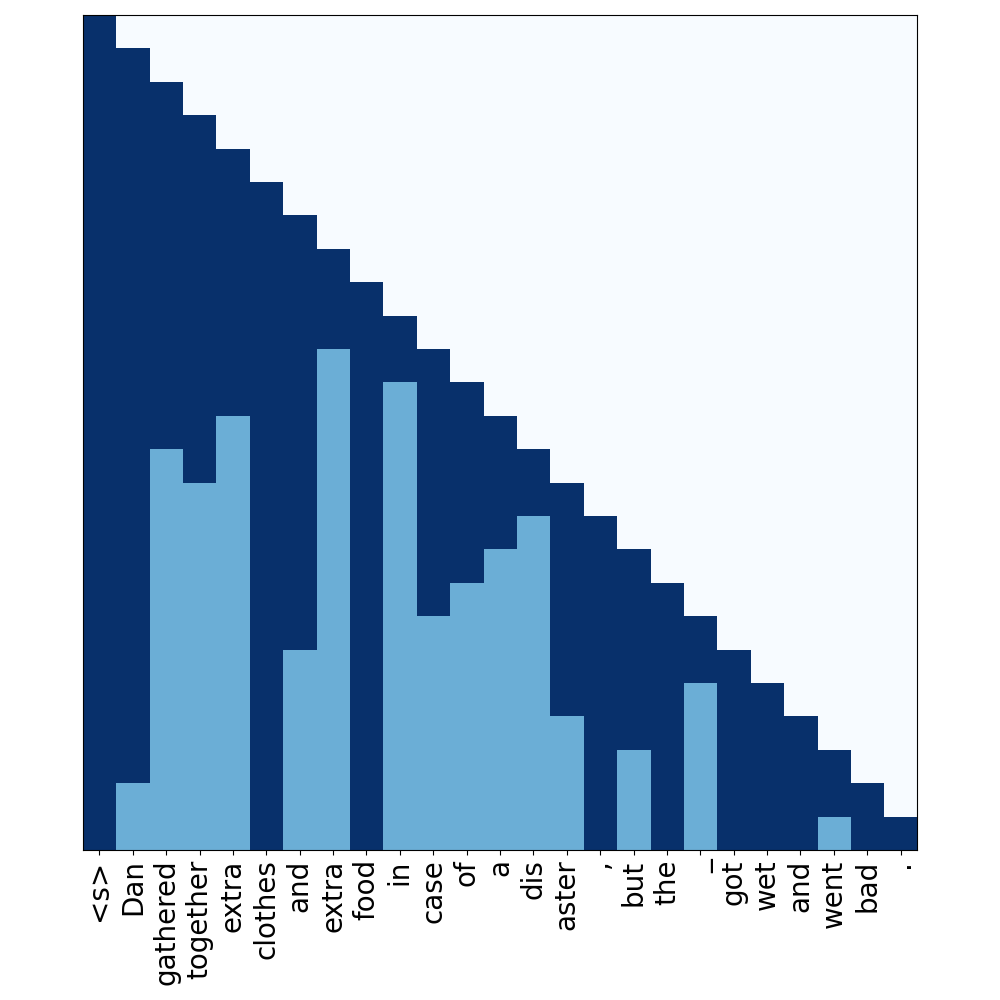 <s> Dan gathered together extra clothes and extra food in case of a dis aster , but the _ got wet and went bad .